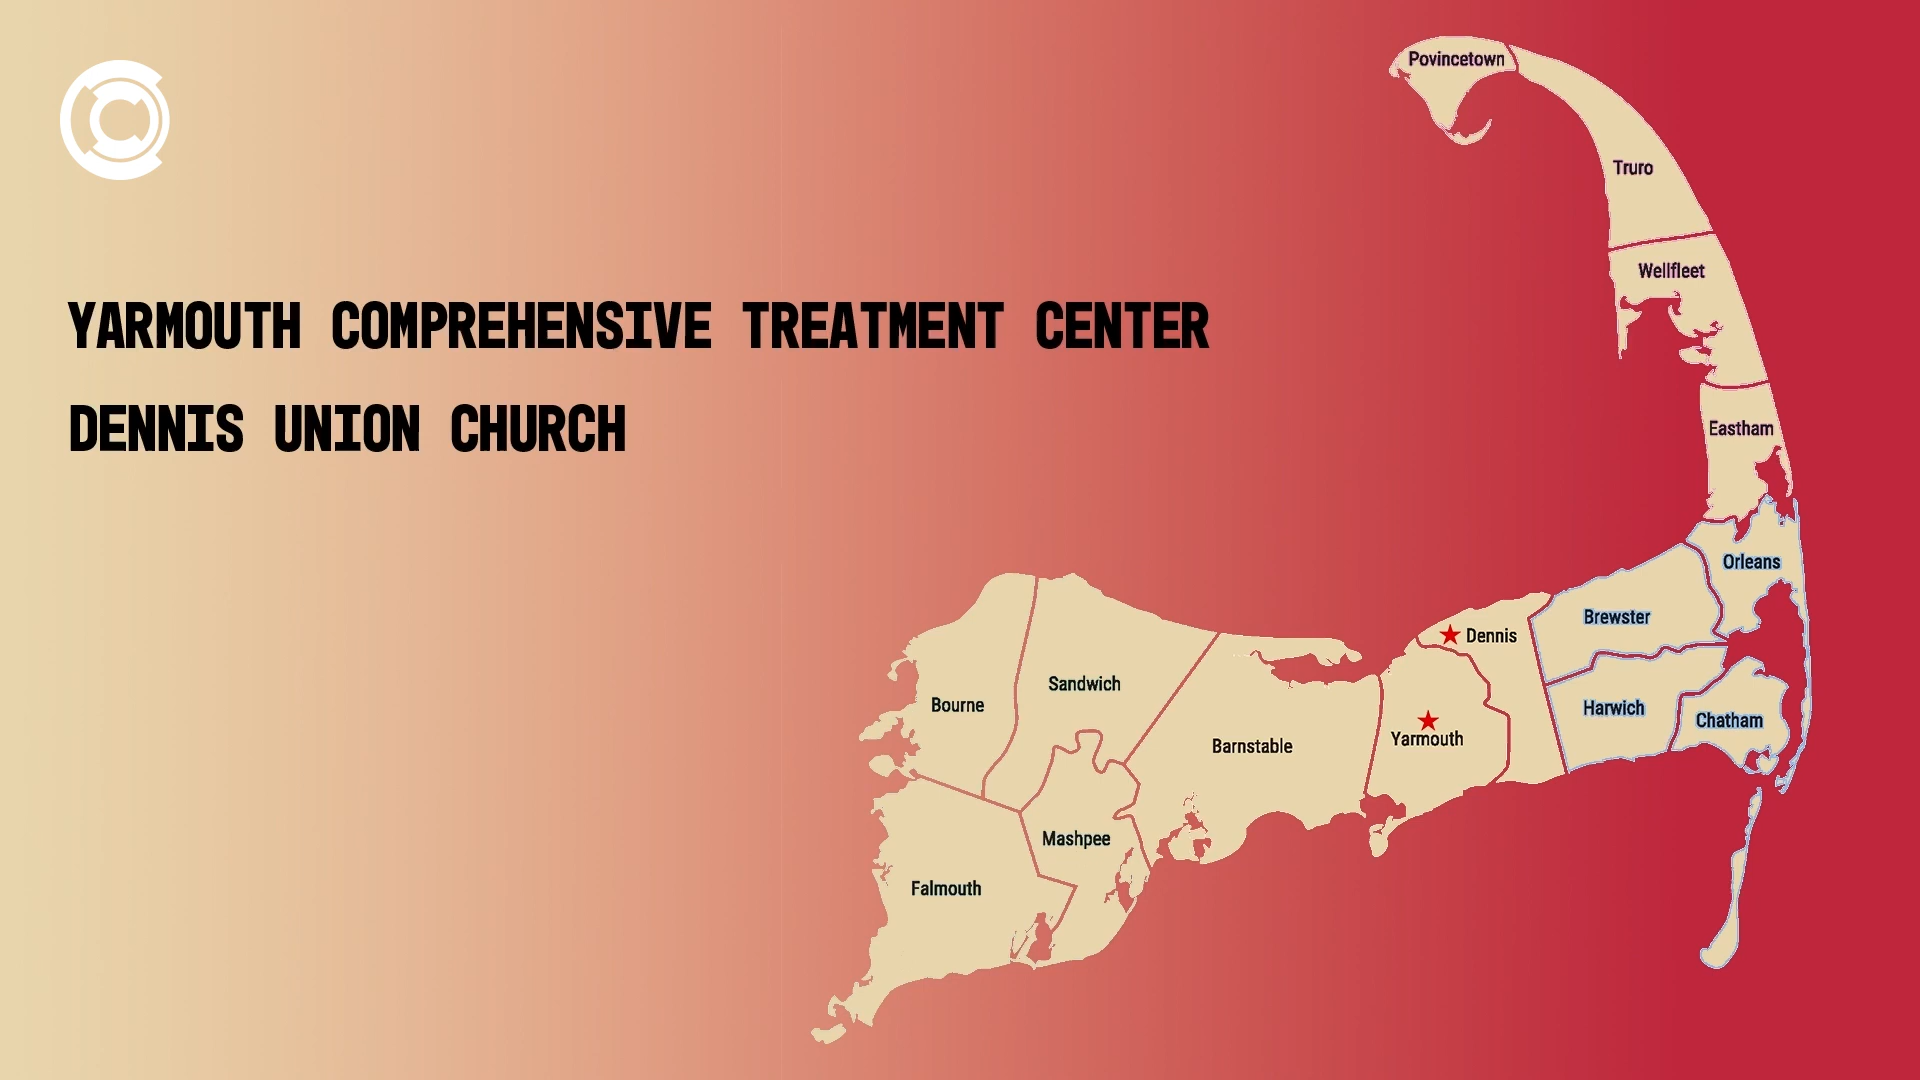 Povincetown
Truro
Wellfleet
YARMOUTH COMPREHENSIVE TREATMENT CENTER
DENNIS UNION CHURCH
Eastham
Orleans
Brewster
Dennis
Sandwich
Bourne
Harwich
Chatham
Yarmouth
Barnstable
Mashpee
Falmouth